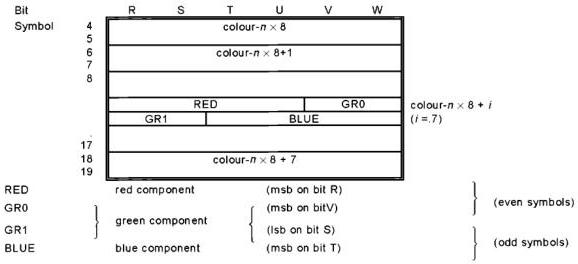 Bit R S T U V W
Symbol 4 colour-n × 8
5
6 colour-n × 8+1
7
8
RED GR0 colour-n × 8 + i
GR1 BLUE (i =.7)
17
18 colour-n × 8 + 7
19
RED red component (msb on bit R)
GR0 (msb on bitV) (even symbols)
green component
GR1 (lsb on bit S)
(odd symbols)
BLUE blue component (msb on bit T)